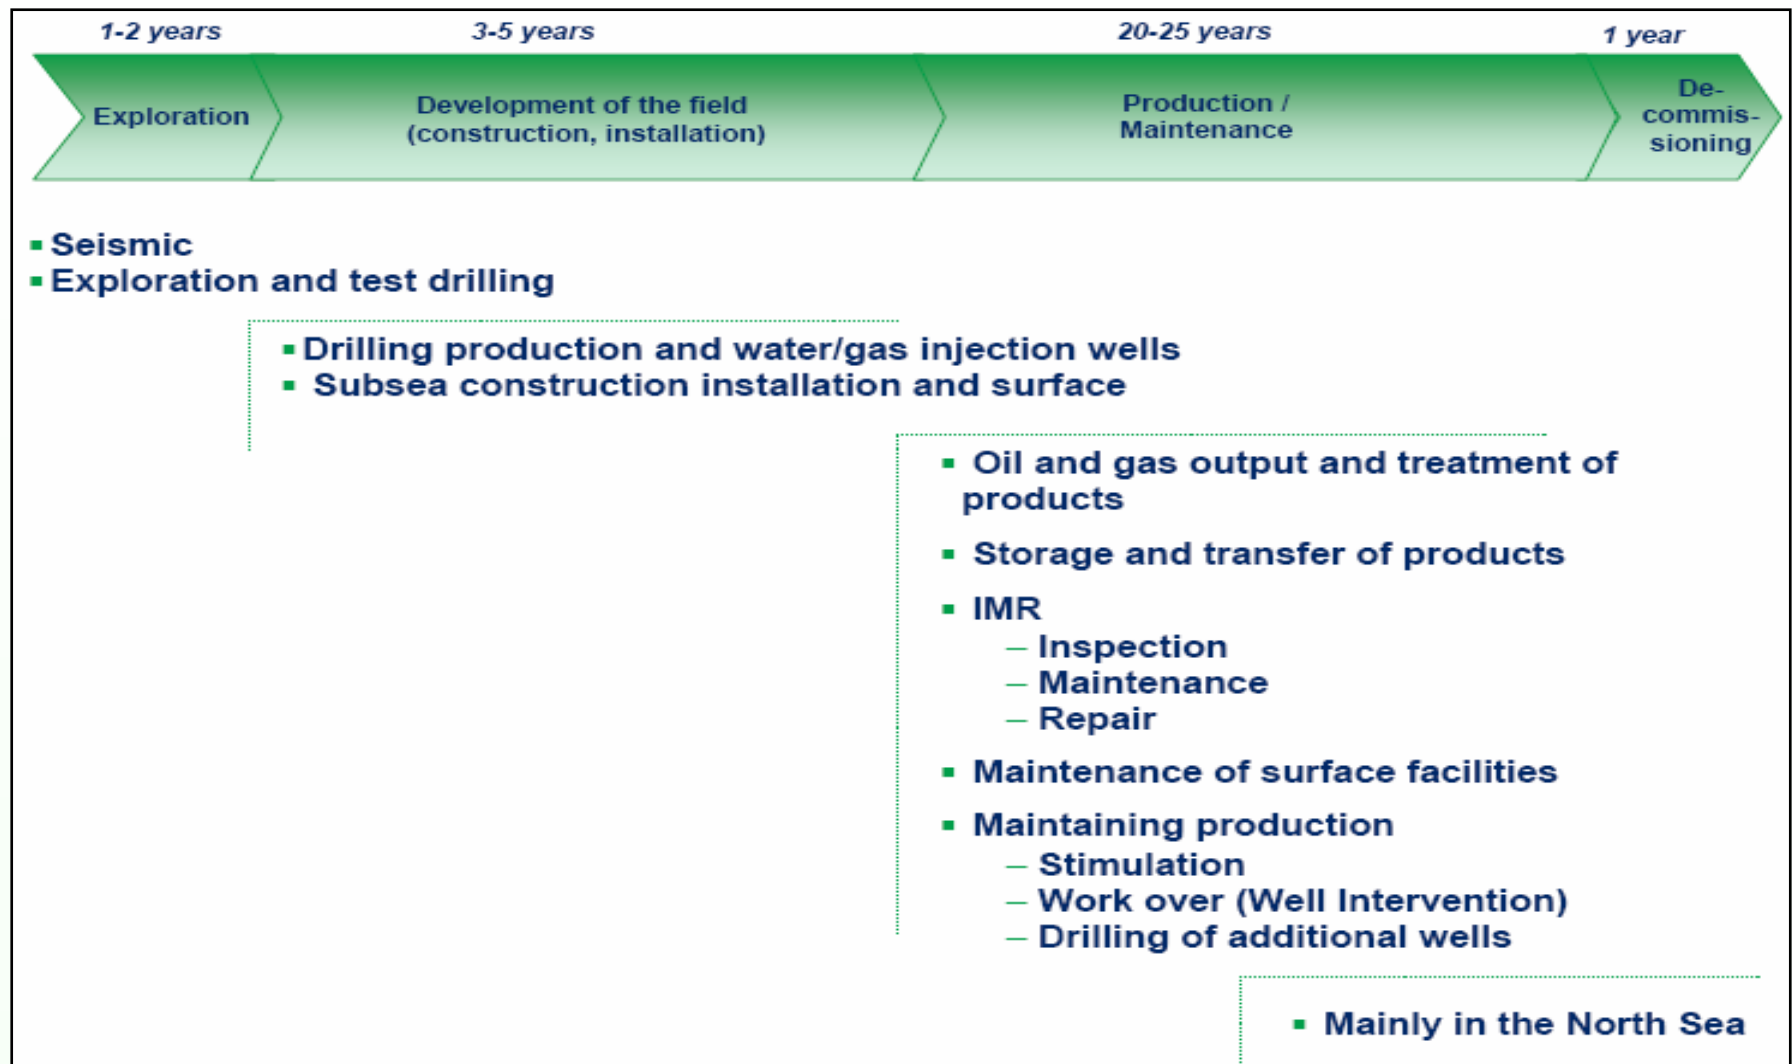 1-2 years
3-5 years
20-25 years
1 year
Exploration
Development of the field
(construction, installation)
Production /
Maintenance
De-
commis-
sioning
▪ Seismic
▪ Exploration and test drilling
▪ Drilling production and water/gas injection wells
▪ Subsea construction installation and surface
▪ Oil and gas output and treatment of
products
▪ Storage and transfer of products
▪ IMR
– Inspection
– Maintenance
– Repair
▪ Maintenance of surface facilities
▪ Maintaining production
– Stimulation
– Work over (Well Intervention)
– Drilling of additional wells
▪ Mainly in the North Sea